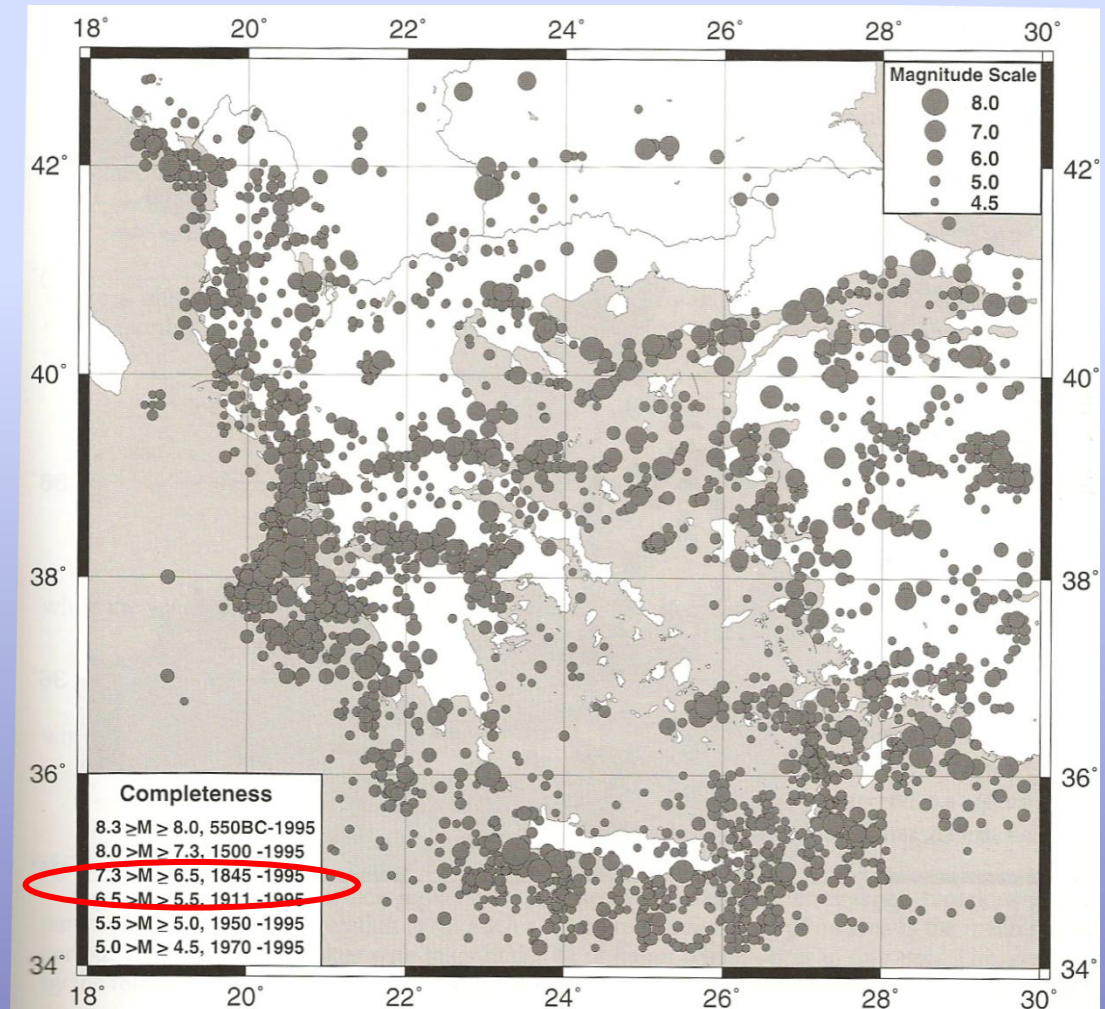 18° 20° 22° 24° 26° 28° 30°
Magnitude Scale
8.0
7.0
6.0
5.0
4.5
42° 42°
40° 40°
38° 38°
36° 36°
Completeness
8.3 ≥M ≥ 8.0, 550BC-1995
8.0 >M ≥ 7.3, 1500 -1995
7.3 >M ≥ 6.5, 1845 -1995
6.5 >M ≥ 5.5, 1911 -1995
5.5 >M ≥ 5.0, 1950 -1995
5.0 >M ≥ 4.5, 1970 -1995
34° 34°
18° 20° 22° 24° 26° 28° 30°